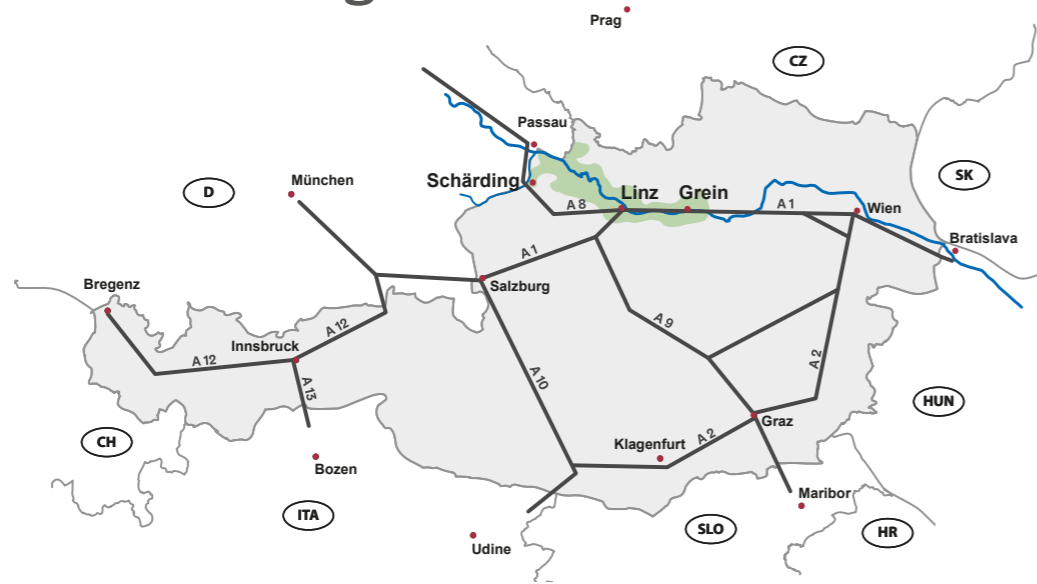 Prag
CZ
Passau
Schärding
München
D
SK
Linz
Grein
A 8
A 1
Wien
Bratislava
A 1
Salzburg
Bregenz
A 12
Innsbruck
A 12
A 13
A 9
A 10
A 2
HUN
CH
Klagenfurt
A 2
Graz
Bozen
Maribor
ITA
SLO
HR
Udine